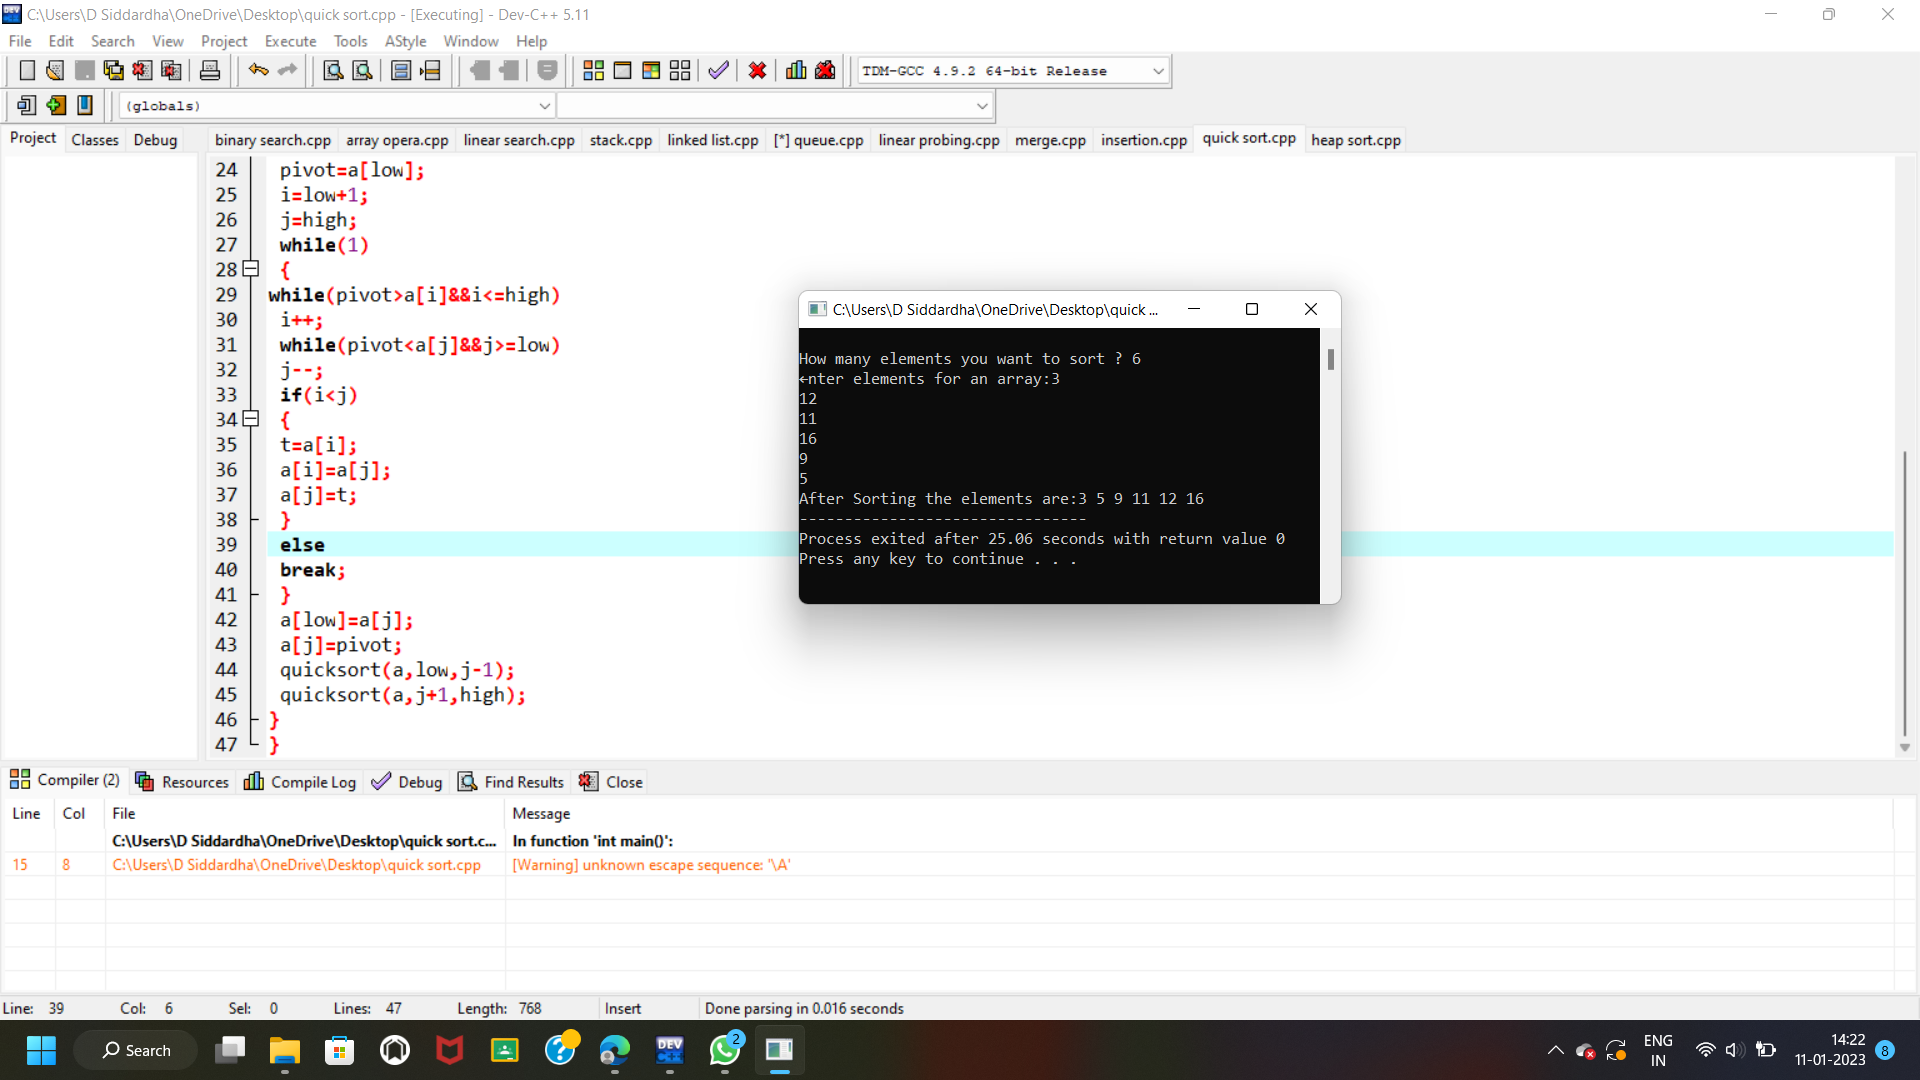 C:\Users\D Siddardha\OneDrive\Desktop\quick sort.cpp - [Executing] - Dev-C++ 5.11
File Edit Search View Project Execute Tools AStyle Window Help
TDM-GCC 4.9.2 64-bit Release
(globals)
Project Classes Debug
binary search.cpp array opera.cpp linear search.cpp stack.cpp linked list.cpp [*] queue.cpp linear probing.cpp merge.cpp insertion.cpp quick sort.cpp heap sort.cpp
24 pivot=a[low];
25 i=low+1;
26 j=high;
27 while(1)
28 {
29 while(pivot>a[i]&&i<=high)
30 i++;
31 while(pivot<a[j]&&j>=low)
32 j--;
33 if(i<j)
34 {
35 t=a[i];
36 a[i]=a[j];
37 a[j]=t;
38 }
39 else
40 break;
41 }
42 a[low]=a[j];
43 a[j]=pivot;
44 quicksort(a,low,j-1);
45 quicksort(a,j+1,high);
46 }
47 }
C:\Users\D Siddardha\OneDrive\Desktop\quick ...
How many elements you want to sort ? 6
←nter elements for an array:3
12
11
16
9
5
After Sorting the elements are:3 5 9 11 12 16
--------------------------------
Process exited after 25.06 seconds with return value 0
Press any key to continue . . .
Compiler (2) Resources Compile Log Debug Find Results Close
Line Col File Message
C:\Users\D Siddardha\OneDrive\Desktop\quick sort.c... In function 'int main()':
15 8 C:\Users\D Siddardha\OneDrive\Desktop\quick sort.cpp [Warning] unknown escape sequence: '\A'
Line: 39 Col: 6 Sel: 0 Lines: 47 Length: 768 Insert Done parsing in 0.016 seconds
Search
DEV
2
ENG
IN
14:22
11-01-2023
8